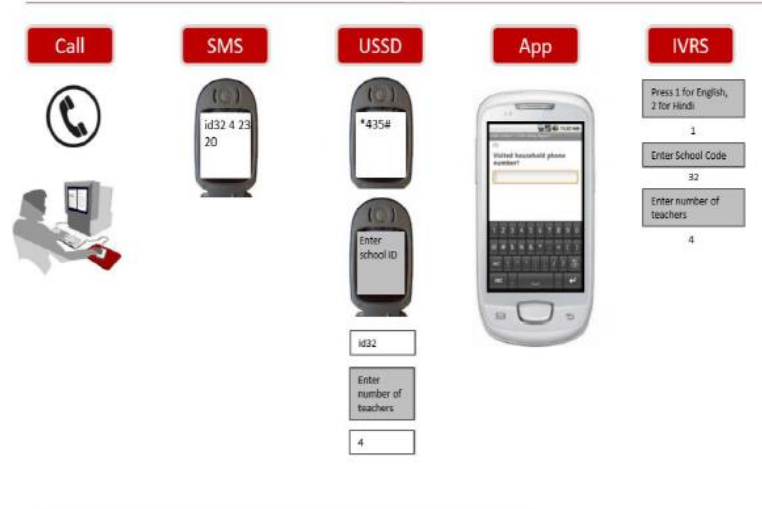 Call
SMS
USSD
App
IVRS
id32 4 23
20
*435#
Enter
school ID
id32
Enter
number of
teachers
4
Visited household phone
number?
Press 1 for English,
2 for Hindi
1
Enter School Code
32
Enter number of
teachers
4